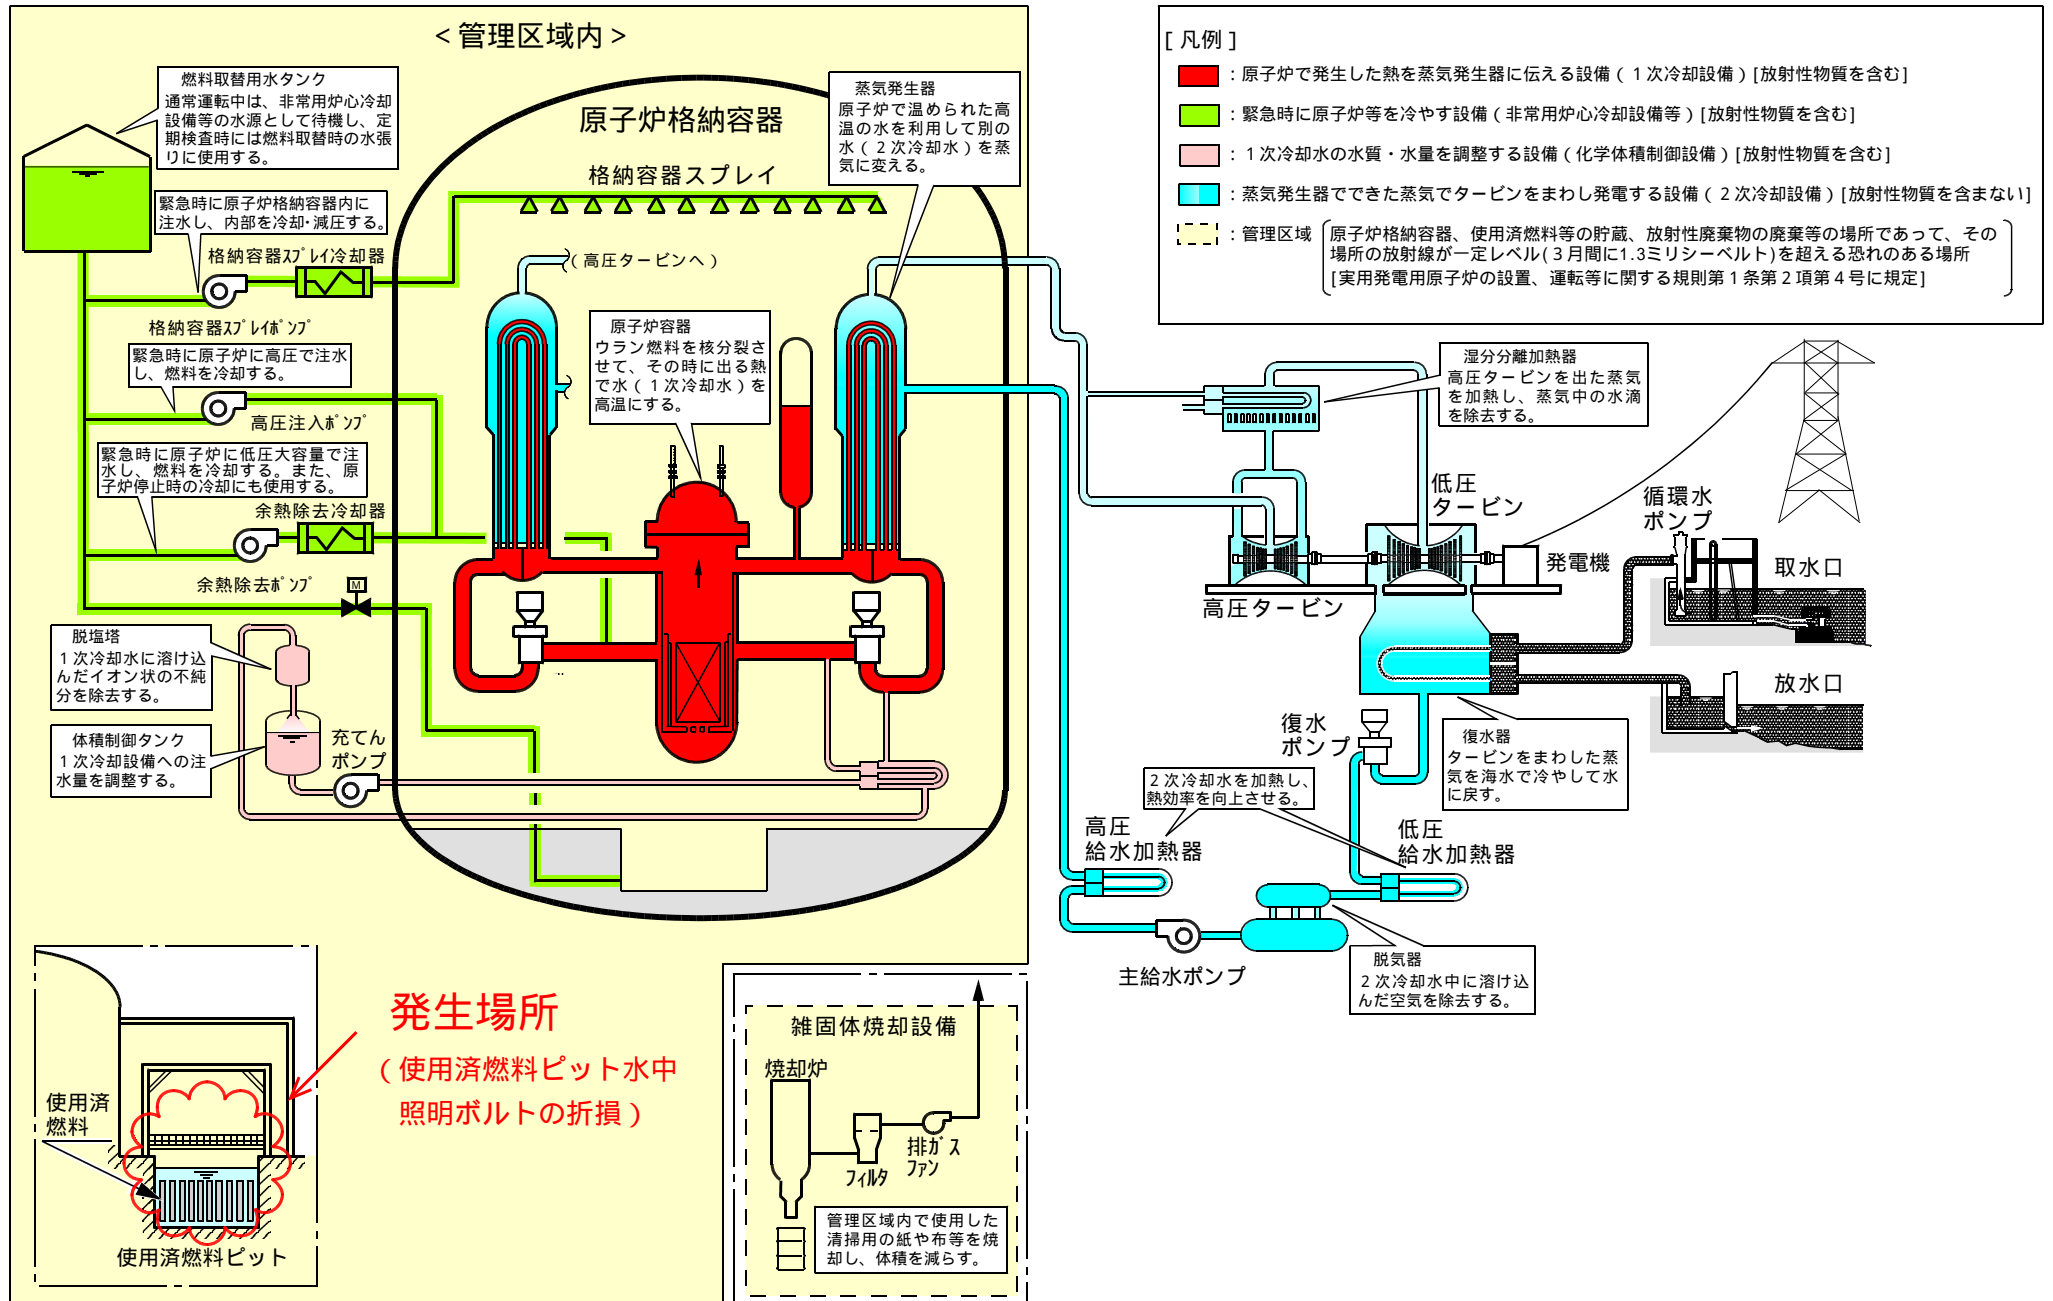 ＜管理区域内＞
燃料取替用水タンク
通常運転中は、非常用炉心冷却
設備等の水源として待機し、定
期検査時には燃料取替時の水張
りに使用する。
緊急時に原子炉格納容器内に
注水し、内部を冷却･減圧する。
格納容器ｽﾌﾟﾚｲ冷却器
格納容器ｽﾌﾟﾚｲﾎﾟﾝﾌﾟ
緊急時に原子炉に高圧で注水
し、燃料を冷却する。
高圧注入ﾎﾟﾝﾌﾟ
緊急時に原子炉に低圧大容量で注
水し、燃料を冷却する。また、原
子炉停止時の冷却にも使用する。
余熱除去冷却器
余熱除去ﾎﾟﾝﾌﾟ
M
脱塩塔
１次冷却水に溶け込
んだイオン状の不純
分を除去する。
体積制御タンク
１次冷却設備への注
水量を調整する。
充てん
ポンプ
原子炉格納容器
格納容器スプレイ
（高圧タービンへ）
蒸気発生器
原子炉で温められた高
温の水を利用して別の
水（２次冷却水）を蒸
気に変える。
原子炉容器
ウラン燃料を核分裂さ
せて、その時に出る熱
で水（１次冷却水）を
高温にする。
[凡例]
：原子炉で発生した熱を蒸気発生器に伝える設備（１次冷却設備）[放射性物質を含む]
：緊急時に原子炉等を冷やす設備（非常用炉心冷却設備等）[放射性物質を含む]
：１次冷却水の水質・水量を調整する設備（化学体積制御設備）[放射性物質を含む]
：蒸気発生器でできた蒸気でタービンをまわし発電する設備（２次冷却設備）[放射性物質を含まない]
：管理区域
原子炉格納容器、使用済燃料等の貯蔵、放射性廃棄物の廃棄等の場所であって、その
場所の放射線が一定レベル(３月間に1.3ミリシーベルト)を超える恐れのある場所
[実用発電用原子炉の設置、運転等に関する規則第１条第２項第４号に規定]
湿分分離加熱器
高圧タービンを出た蒸気
を加熱し、蒸気中の水滴
を除去する。
低圧
タービン
高圧タービン
発電機
循環水
ポンプ
取水口
放水口
復水
ポンプ
復水器
タービンをまわした蒸
気を海水で冷やして水
に戻す。
２次冷却水を加熱し、
熱効率を向上させる。
高圧
給水加熱器
低圧
給水加熱器
主給水ポンプ
脱気器
２次冷却水中に溶け込
んだ空気を除去する。
発生場所
（使用済燃料ピット水中
照明ボルトの折損）
使用済
燃料
使用済燃料ピット
雑固体焼却設備
焼却炉
ﾌｨﾙﾀ
排ｶﾞｽ
ﾌｧﾝ
管理区域内で使用した
清掃用の紙や布等を焼
却し、体積を減らす。